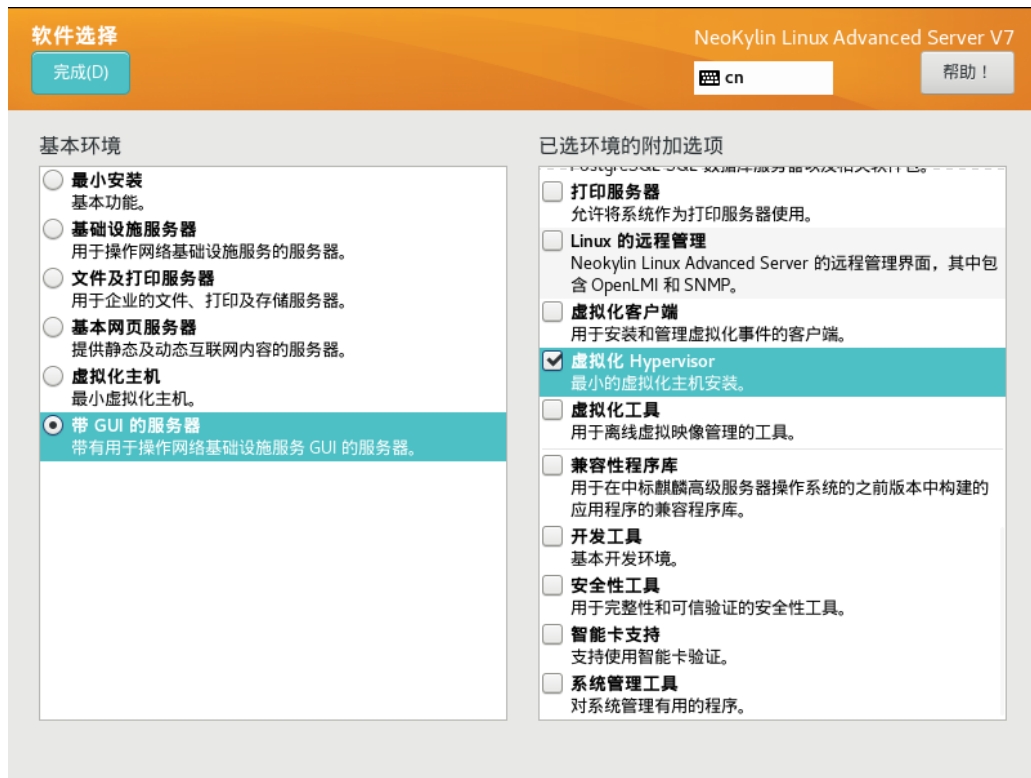 软件选择
NeoKylin Linux Advanced Server V7
完成(D)
cn
帮助！
基本环境
最小安装
基本功能。
基础设施服务器
用于操作网络基础设施服务的服务器。
文件及打印服务器
用于企业的文件、打印及存储服务器。
基本网页服务器
提供静态及动态互联网内容的服务器。
虚拟化主机
最小虚拟化主机。
带 GUI 的服务器
带有用于操作网络基础设施服务 GUI 的服务器。
已选环境的附加选项
PostgreSQL SQL 数据库服务器以及相关软件包。
打印服务器
允许将系统作为打印服务器使用。
Linux 的远程管理
Neokylin Linux Advanced Server 的远程管理界面，其中包
含 OpenLMI 和 SNMP。
虚拟化客户端
用于安装和管理虚拟化事件的客户端。
虚拟化 Hypervisor
最小的虚拟化主机安装。
虚拟化工具
用于离线虚拟映像管理的工具。
兼容性程序库
用于在中标麒麟高级服务器操作系统的之前版本中构建的
应用程序的兼容程序库。
开发工具
基本开发环境。
安全性工具
用于完整性和可信验证的安全性工具。
智能卡支持
支持使用智能卡验证。
系统管理工具
对系统管理有用的程序。